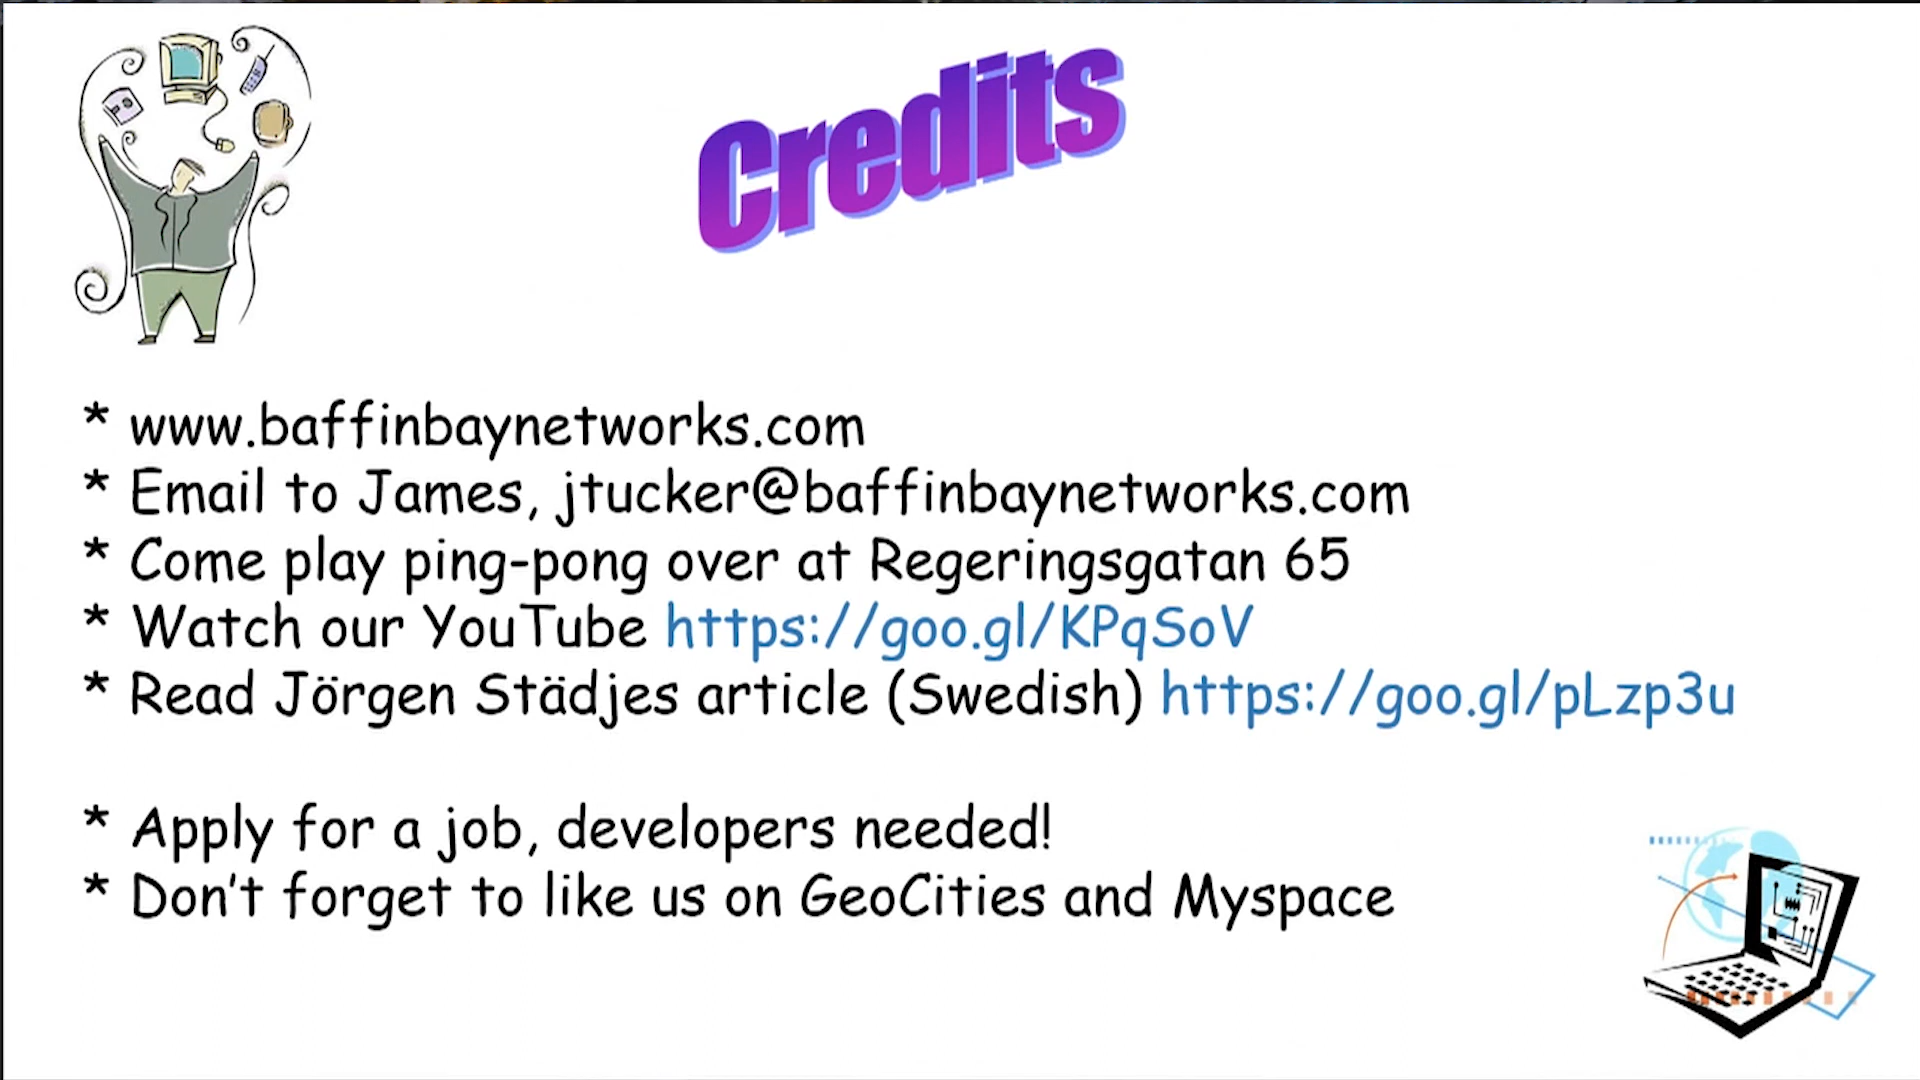 Credits
* www.baffinbaynetworks.com
* Email to James, jtucker@baffinbaynetworks.com
* Come play ping-pong over at Regeringsgatan 65
* Watch our YouTube https://goo.gl/KPqSoV
* Read Jörgen Städjes article (Swedish) https://goo.gl/pLzp3u
* Apply for a job, developers needed!
* Don't forget to like us on GeoCities and Myspace